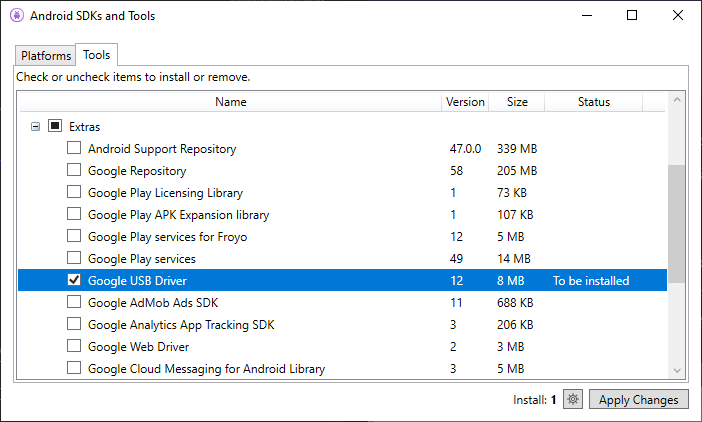 Android SDKs and Tools
Platforms Tools
Check or uncheck items to install or remove.
Name Version Size Status
Extras
Android Support Repository 47.0.0 339 MB
Google Repository 58 205 MB
Google Play Licensing Library 1 73 KB
Google Play APK Expansion library 1 107 KB
Google Play services for Froyo 12 5 MB
Google Play services 49 14 MB
Google USB Driver 12 8 MB To be installed
Google AdMob Ads SDK 11 688 KB
Google Analytics App Tracking SDK 3 206 KB
Google Web Driver 2 3 MB
Google Cloud Messaging for Android Library 3 5 MB
Install: 1 Apply Changes